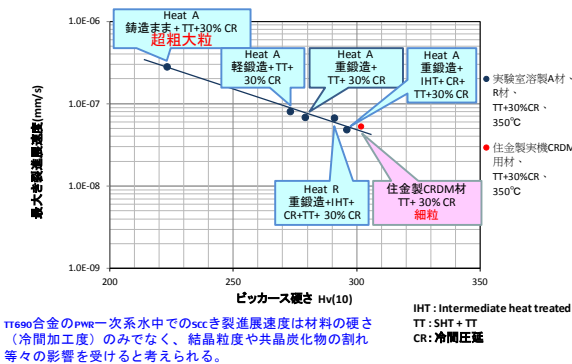 1.0E-06
1.0E-07
1.0E-08
1.0E-09
最大き裂進展速度(mm/s)
Heat A
鋳造まま+TT+30% CR
超粗大粒
Heat A
軽鍛造+TT+
30% CR
Heat A
重鍛造+
TT+30% CR
Heat A
重鍛造+
IHT+CR+
TT+30%CR
Heat R
重鍛造+IHT+
CR+TT+ 30% CR
住金製CRDM材
TT+ 30% CR
細粒
200
250
300
350
ビッカース硬さ Hv(10)
実験室溶製A材、
R材、
TT+30%CR、
350℃
住金製実機CRDM
用材、
TT+30%CR、
350℃
IHT : Intermediate heat treated
TT : SHT + TT
CR: 冷間圧延
TT690合金のPWR一次系水中でのSCCき裂進展速度は材料の硬さ
（冷間加工度）のみでなく、結晶粒度や共晶炭化物の割れ
等々の影響を受けると考えられる。